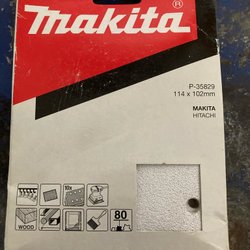 makita®
P-35829
114 x 102mm
MAKITA
HITACHI
10x
WOOD
80